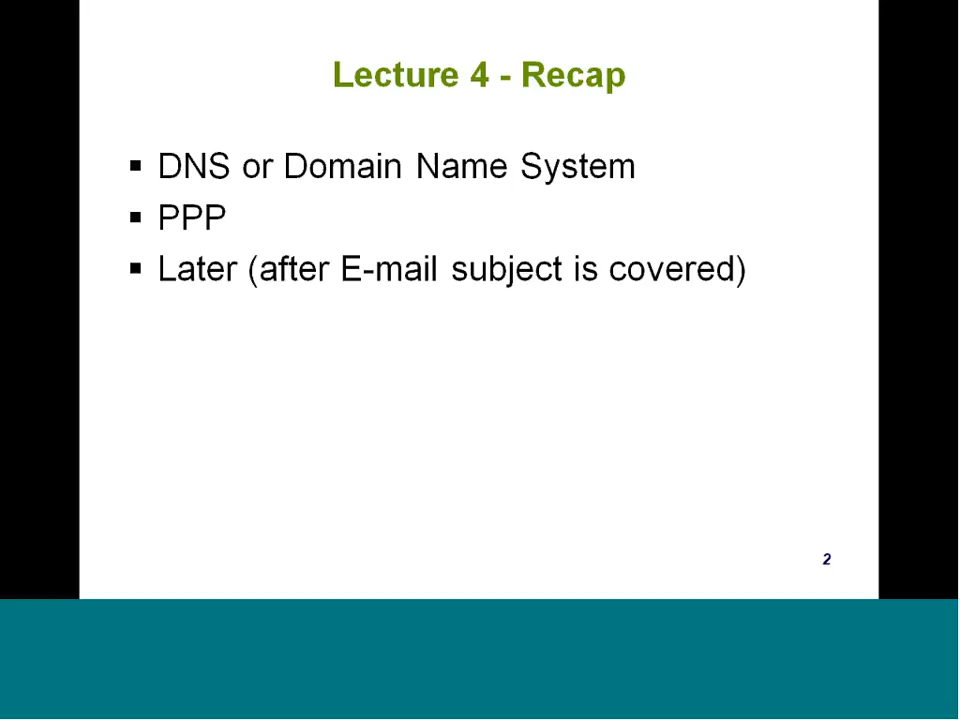 Lecture 4 - Recap
▪ DNS or Domain Name System
▪ PPP
▪ Later (after E-mail subject is covered)
2